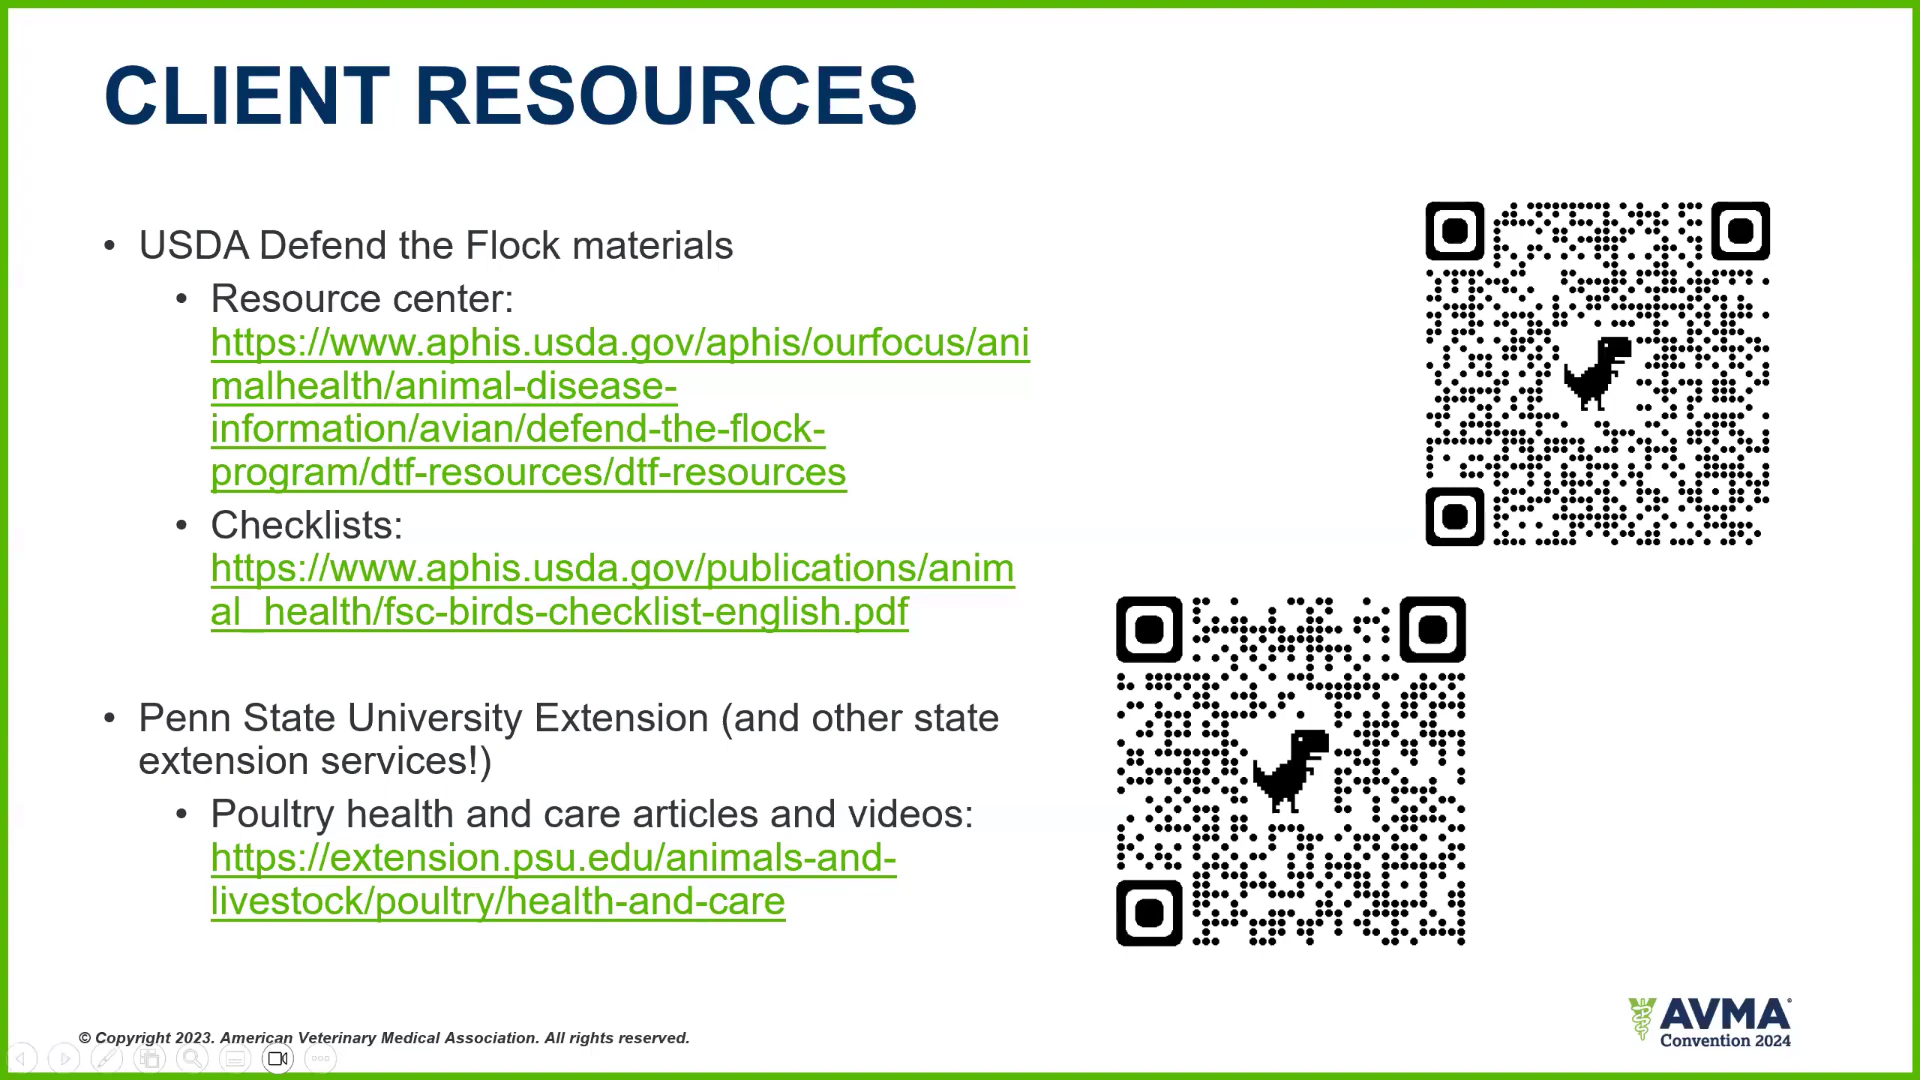 CLIENT RESOURCES
• USDA Defend the Flock materials
• Resource center:
https://www.aphis.usda.gov/aphis/ourfocus/ani
malhealth/animal-disease-
information/avian/defend-the-flock-
program/dtf-resources/dtf-resources
• Checklists:
https://www.aphis.usda.gov/publications/anim
al_health/fsc-birds-checklist-english.pdf
• Penn State University Extension (and other state
extension services!)
• Poultry health and care articles and videos:
https://extension.psu.edu/animals-and-
livestock/poultry/health-and-care
© Copyright 2023. American Veterinary Medical Association. All rights reserved.
AVMA
Convention 2024